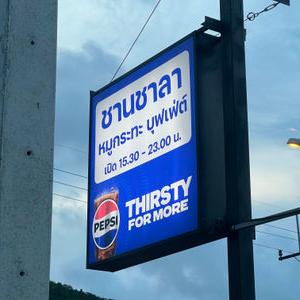 ชานชาลา
หมูกระทะ บุฟเฟ่ต์
เปิด 15.30 - 23.00 น.
PEPSI
THIRSTY
FOR MORE